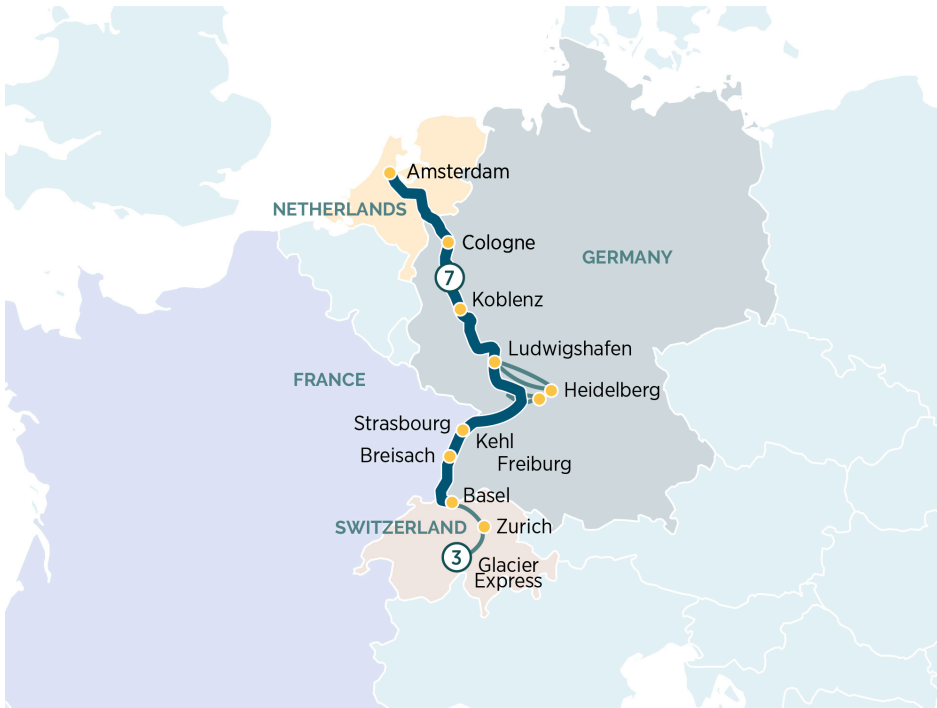 Amsterdam
NETHERLANDS
Cologne
GERMANY
7
Koblenz
Ludwigshafen
FRANCE
Heidelberg
Strasbourg
Kehl
Breisach
Freiburg
Basel
SWITZERLAND
Zurich
3
Glacier
Express